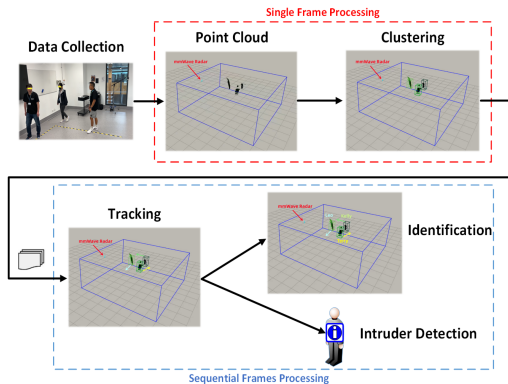 Single Frame Processing
Data Collection
Point Cloud
Clustering
mmWave Radar
mmWave Radar
Tracking
mmWave Radar
mmWave Radar
Identification
Intruder Detection
Sequential Frames Processing